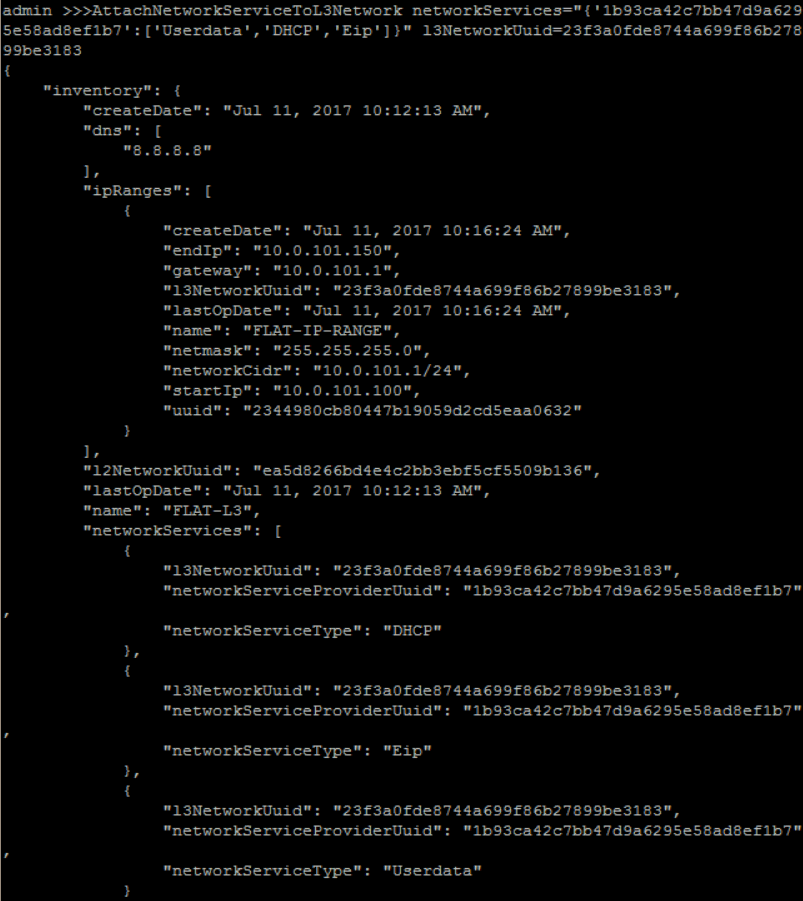 admin >>>AttachNetworkServiceToL3Network networkServices="{'1b93ca42c7bb47d9a629
5e58ad8ef1b7':['Userdata','DHCP','Eip']}" l3NetworkUuid=23f3a0fde8744a699f86b278
99be3183
{
    "inventory": {
        "createDate": "Jul 11, 2017 10:12:13 AM",
        "dns": [
            "8.8.8.8"
        ],
        "ipRanges": [
            {
                "createDate": "Jul 11, 2017 10:16:24 AM",
                "endIp": "10.0.101.150",
                "gateway": "10.0.101.1",
                "l3NetworkUuid": "23f3a0fde8744a699f86b27899be3183",
                "lastOpDate": "Jul 11, 2017 10:16:24 AM",
                "name": "FLAT-IP-RANGE",
                "netmask": "255.255.255.0",
                "networkCidr": "10.0.101.1/24",
                "startIp": "10.0.101.100",
                "uuid": "2344980cb80447b19059d2cd5eaa0632"
            }
        ],
        "l2NetworkUuid": "ea5d8266bd4e4c2bb3ebf5cf5509b136",
        "lastOpDate": "Jul 11, 2017 10:12:13 AM",
        "name": "FLAT-L3",
        "networkServices": [
            {
                "l3NetworkUuid": "23f3a0fde8744a699f86b27899be3183",
                "networkServiceProviderUuid": "1b93ca42c7bb47d9a6295e58ad8ef1b7"
,
                "networkServiceType": "DHCP"
            },
            {
                "l3NetworkUuid": "23f3a0fde8744a699f86b27899be3183",
                "networkServiceProviderUuid": "1b93ca42c7bb47d9a6295e58ad8ef1b7"
,
                "networkServiceType": "Eip"
            },
            {
                "l3NetworkUuid": "23f3a0fde8744a699f86b27899be3183",
                "networkServiceProviderUuid": "1b93ca42c7bb47d9a6295e58ad8ef1b7"
,
                "networkServiceType": "Userdata"
            }